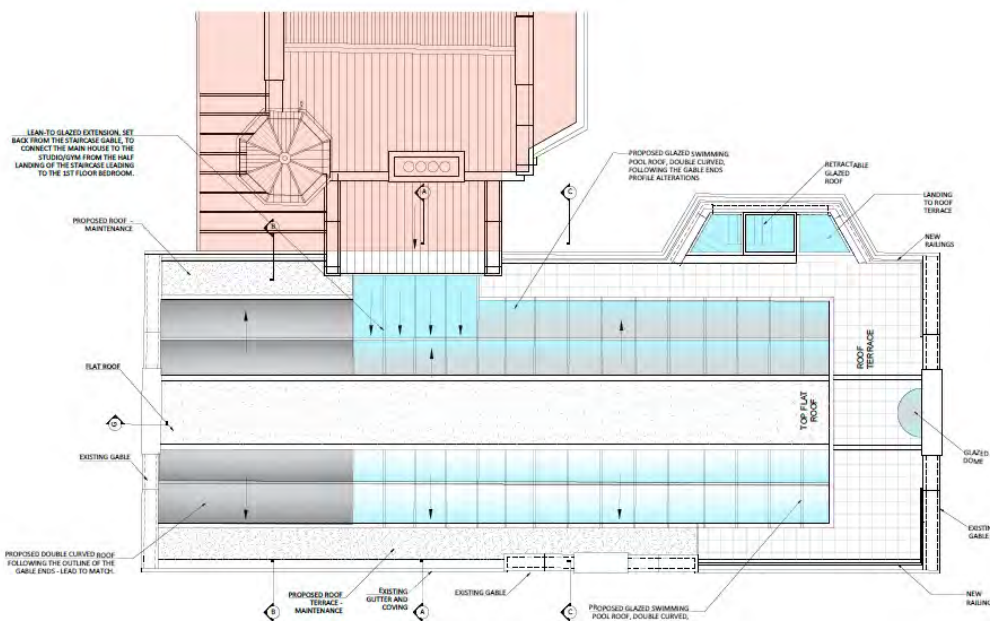 LEAN-TO GLAZED EXTENSION, SET
BACK FROM THE STAIRCASE GABLE, TO
CONNECT THE MAIN HOUSE TO THE
STUDIO/GYM FROM THE HALF
LANDING OF THE STAIRCASE LEADING
TO THE 1ST FLOOR BEDROOM.
PROPOSED GLAZED SWIMMING
POOL ROOF, DOUBLE CURVED,
FOLLOWING THE GABLE ENDS
PROFILE ALTERATIONS
RETRACTABLE
GLAZED
ROOF
LANDING
TO ROOF
TERRACE
A
C
B
PROPOSED ROOF -
MAINTENANCE
NEW
RAILINGS
ROOF
TERRACE
FLAT ROOF
TOP FLAT
ROOF
G
EXISTING GABLE
GLAZED
DOME
EXISTING
GABLE
PROPOSED DOUBLE CURVED ROOF
FOLLOWING THE OUTLINE OF THE
GABLE ENDS - LEAD TO MATCH.
PROPOSED ROOF
TERRACE -
MAINTENANCE
B
EXISTING
GUTTER AND
COVING
A
EXISTING GABLE
C
PROPOSED GLAZED SWIMMING
POOL ROOF, DOUBLE CURVED,
NEW
RAILING